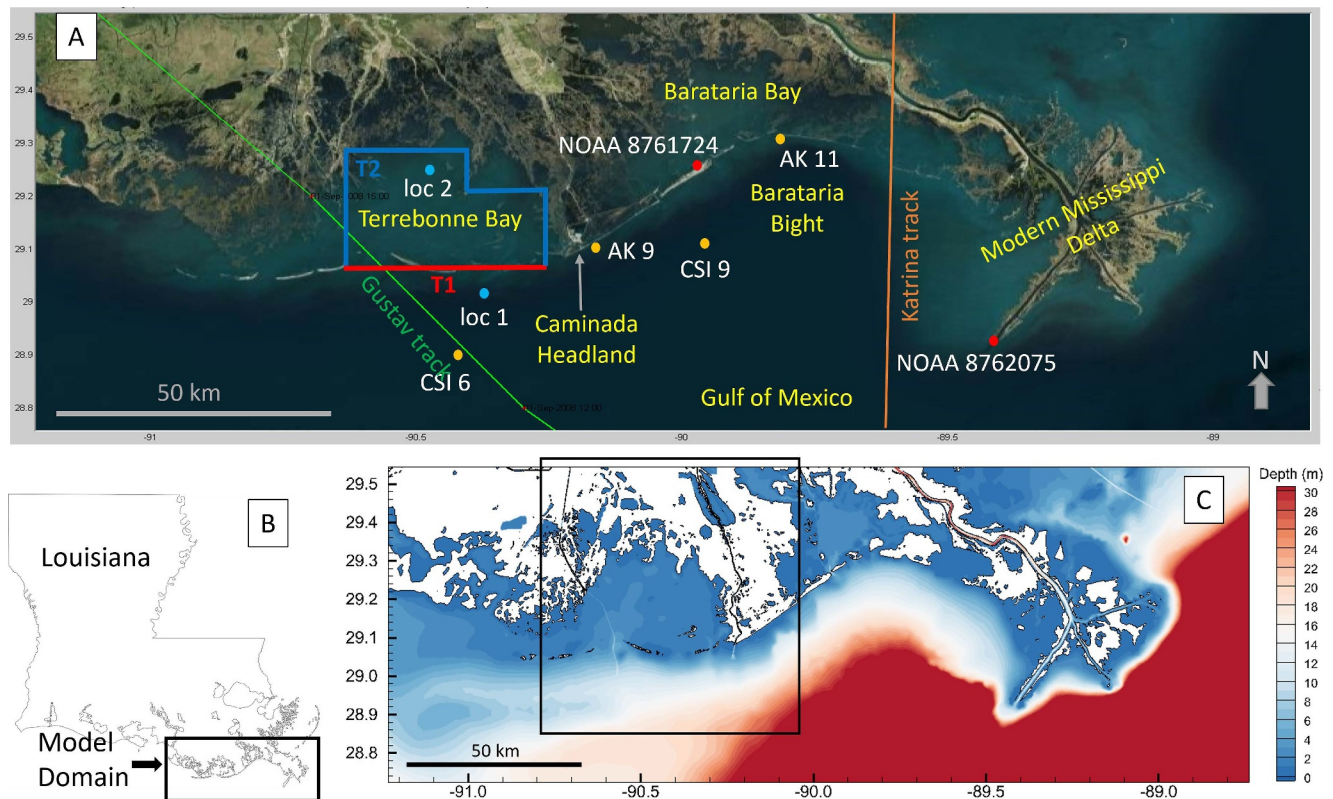 A
29.5
29.4
29.3
29.2
29.1
29
28.9
28.8
Barataria Bay
NOAA 8761724
AK 11
T2
loc 2
Terrebonne Bay
Barataria
Bight
Modern Mississippi
Delta
AK 9
CSI 9
T1
loc 1
Gustav track
Katrina track
Caminada
Headland
CSI 6
NOAA 8762075
50 km
Gulf of Mexico
N
-91
-90.5
-90
-89.5
-89
B
Louisiana
Model
Domain
C
Depth (m)
30
28
26
24
22
20
18
16
14
12
10
8
6
4
2
0
29.5
29.4
29.3
29.2
29.1
29.0
28.9
28.8
50 km
-91.0
-90.5
-90.0
-89.5
-89.0